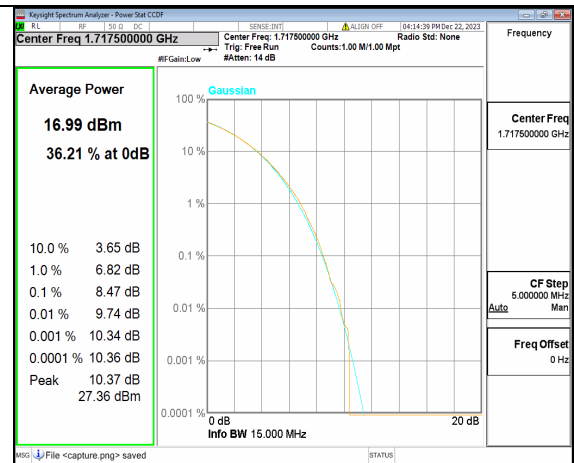 Keysight Spectrum Analyzer - Power Stat CCDF
RL RF 50 Ω DC SENSE:INT ALIGN OFF 04:14:39 PM Dec 22, 2023
Center Freq 1.717500000 GHz
Center Freq: 1.717500000 GHz Radio Std: None
Trig: Free Run Counts:1.00 M/1.00 Mpt
#IFGain:Low #Atten: 14 dB
Frequency
Average Power
16.99 dBm
36.21 % at 0dB
10.0 % 3.65 dB
1.0 % 6.82 dB
0.1 % 8.47 dB
0.01 % 9.74 dB
0.001 % 10.34 dB
0.0001 % 10.36 dB
Peak 10.37 dB
27.36 dBm
Gaussian
100 %
10 %
1 %
0.1 %
0.01 %
0.001 %
0.0001 %
0 dB 20 dB
Info BW 15.000 MHz
Center Freq
1.717500000 GHz
CF Step
5.000000 MHz
Auto Man
Freq Offset
0 Hz
MSG File <capture.png> saved STATUS